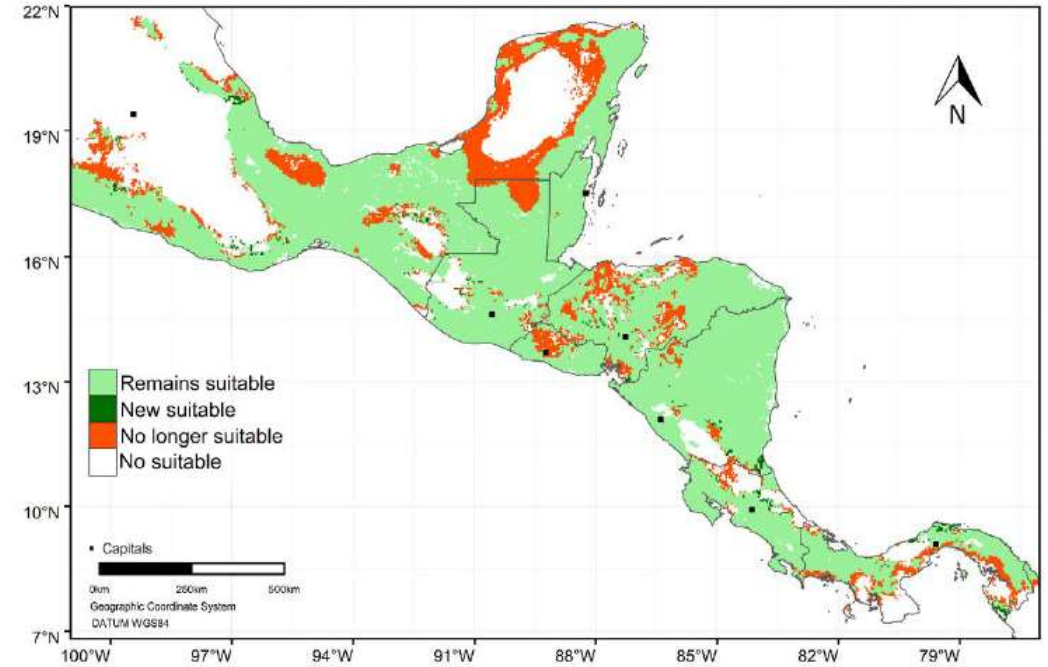 22°N
19°N
16°N
13°N
10°N
7°N
N
Remains suitable
New suitable
No longer suitable
No suitable
Capitals
0km 250km 500km
Geographic Coordinate System
DATUM WGS84
100°W 97°W 94°W 91°W 88°W 85°W 82°W 79°W